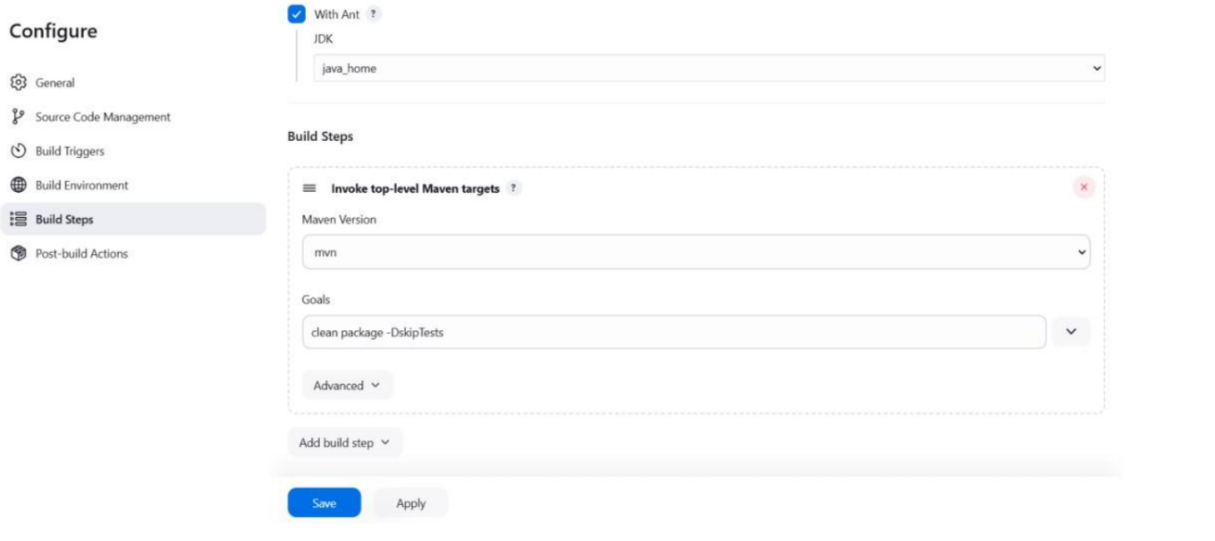 Configure
General
Source Code Management
Build Triggers
Build Environment
Build Steps
Post-build Actions
With Ant ?
JDK
java_home
Build Steps
Invoke top-level Maven targets ?
Maven Version
mvn
Goals
clean package -DskipTests
Advanced
Add build step
Save Apply